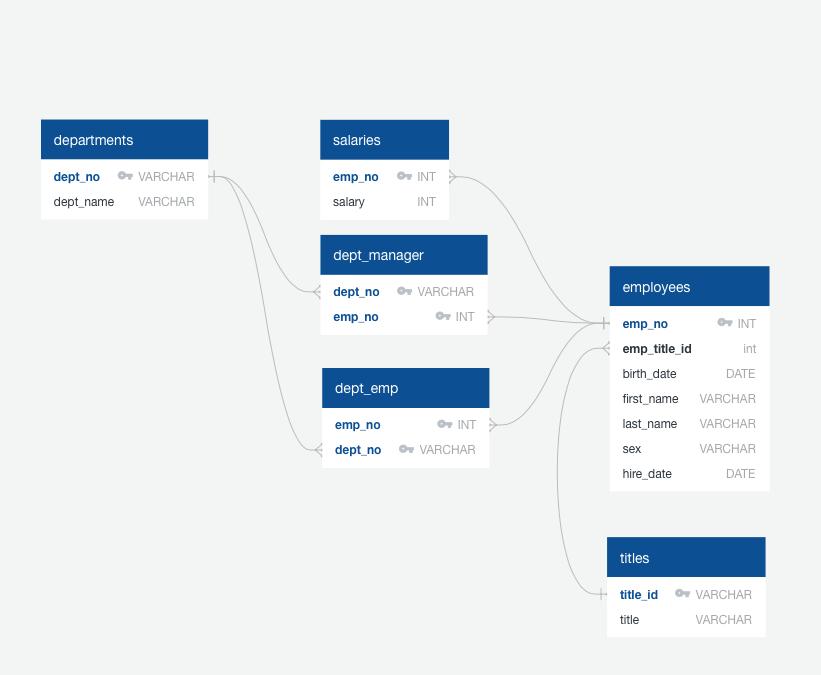 departments
dept_no VARCHAR
dept_name VARCHAR
salaries
emp_no INT
salary INT
dept_manager
dept_no VARCHAR
emp_no INT
dept_emp
emp_no INT
dept_no VARCHAR
employees
emp_no INT
emp_title_id int
birth_date DATE
first_name VARCHAR
last_name VARCHAR
sex VARCHAR
hire_date DATE
titles
title_id VARCHAR
title VARCHAR